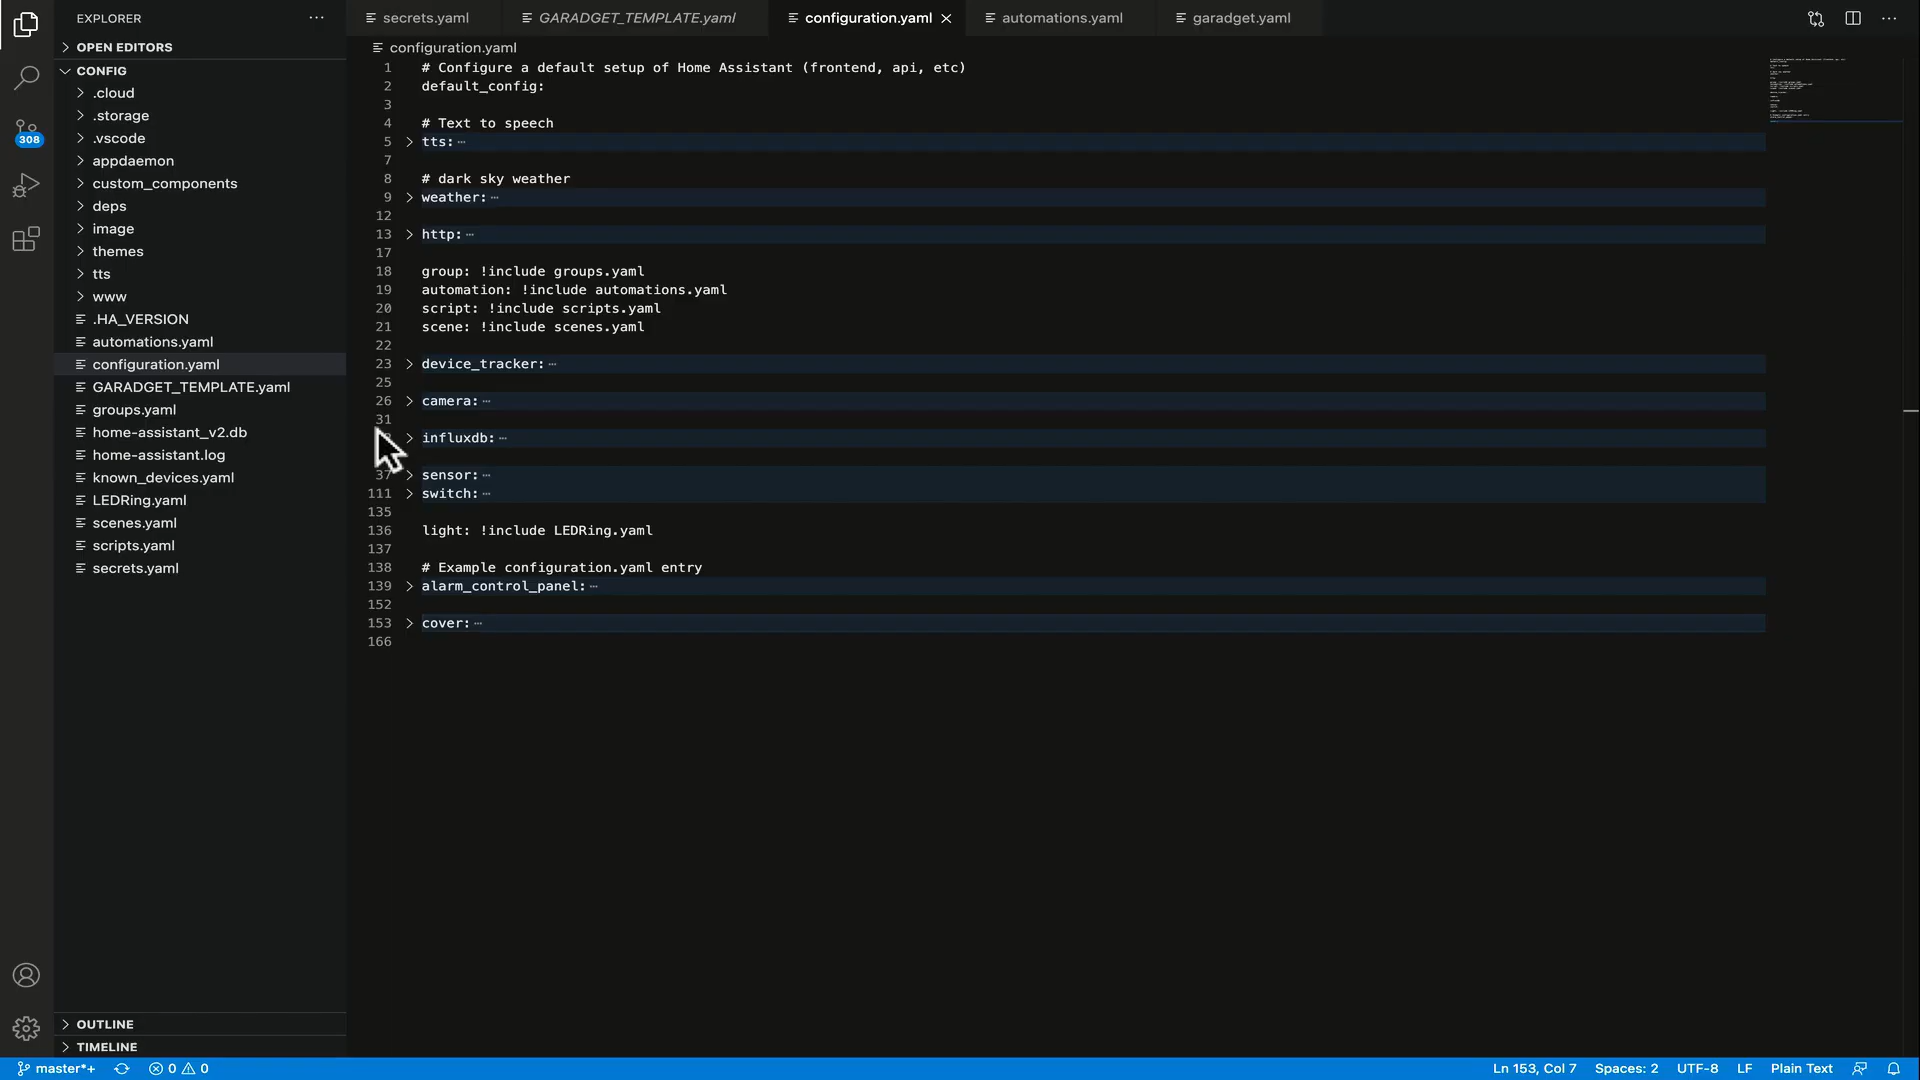 EXPLORER
OPEN EDITORS
CONFIG
.cloud
.storage
.vscode
appdaemon
custom_components
deps
image
themes
tts
www
.HA_VERSION
automations.yaml
configuration.yaml
GARADGET_TEMPLATE.yaml
groups.yaml
home-assistant_v2.db
home-assistant.log
known_devices.yaml
LEDRing.yaml
scenes.yaml
scripts.yaml
secrets.yaml
OUTLINE
TIMELINE
308
secrets.yaml GARADGET_TEMPLATE.yaml configuration.yaml automations.yaml garadget.yaml
configuration.yaml
1 # Configure a default setup of Home Assistant (frontend, api, etc)
2 default_config:
3
4 # Text to speech
5 tts:
7
8 # dark sky weather
9 weather:
12
13 http:
17
18 group: !include groups.yaml
19 automation: !include automations.yaml
20 script: !include scripts.yaml
21 scene: !include scenes.yaml
22
23 device_tracker:
25
26 camera:
31
influxdb:
37 sensor:
111 switch:
135
136 light: !include LEDRing.yaml
137
138 # Example configuration.yaml entry
139 alarm_control_panel:
152
153 cover:
166
master*+ 0 0 Ln 153, Col 7 Spaces: 2 UTF-8 LF Plain Text